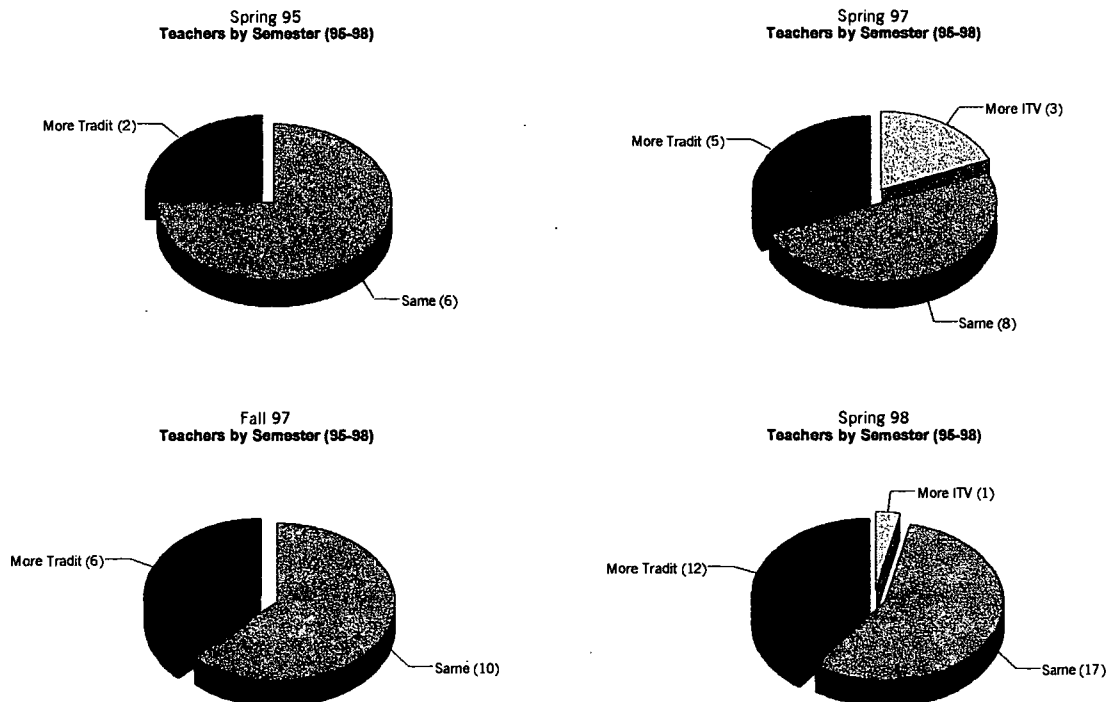 Spring 95
Teachers by Semester (95-98)
More Tradit (2)
Same (6)
Spring 97
Teachers by Semester (95-98)
More ITV (3)
More Tradit (5)
Same (8)
Fall 97
Teachers by Semester (95-98)
More Tradit (6)
Same (10)
Spring 98
Teachers by Semester (95-98)
More ITV (1)
More Tradit (12)
Same (17)